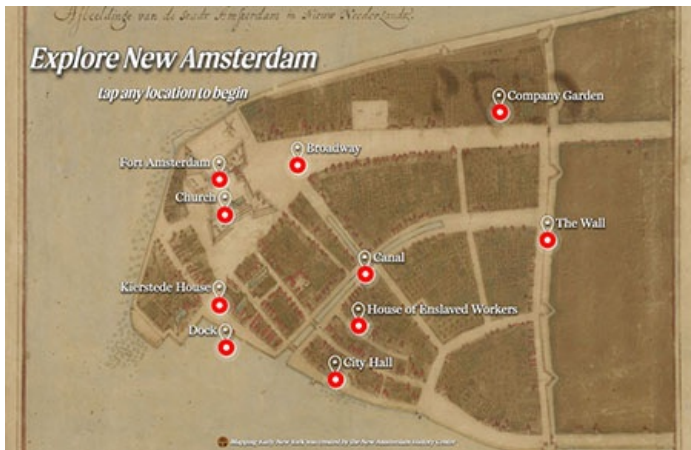 Afbeeldinge van de Stadt Amsterdam in Nieuw Neederlandt.
Explore New Amsterdam
tap any location to begin
Company Garden
Broadway
Fort Amsterdam
Church
The Wall
Canal
Kierstede House
House of Enslaved Workers
Dock
City Hall
Mapping Early New York was created by the New Amsterdam History Center